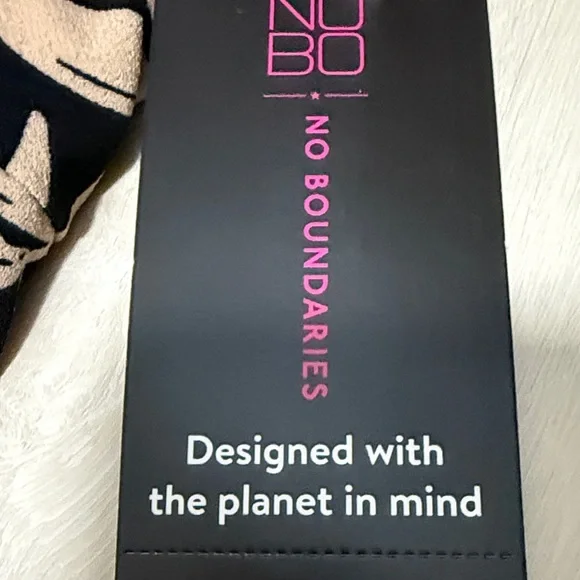 NO
BO
NO BOUNDARIES
Designed with
the planet in mind